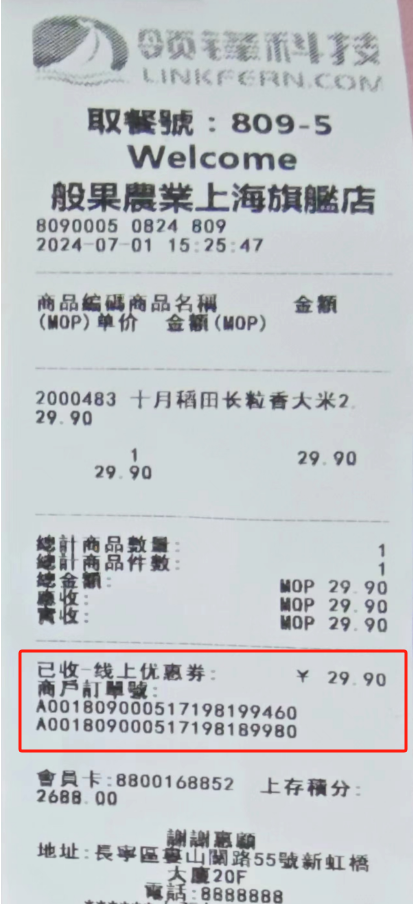 领锋科技
LINKFERN.COM
取餐號：809-5
Welcome
般果農業上海旗艦店
8090005 0824 809
2024-07-01 15:25:47
商品編碼商品名稱 金額
(MOP)单价 金額(MOP)
2000483 十月稻田长粒香大米2.
29.90
1 29.90
29.90
總計商品數量: 1
總計商品件數: 1
總金額: MOP 29.90
應收: MOP 29.90
實收: MOP 29.90
已收-线上优惠券: ¥ 29.90
商戶訂單號:
A001809000517198199460
A001809000517198189980
會員卡:8800168852 上存積分:
2688.00
謝謝惠顧
地址:長寧區婁山關路55號新虹橋
大廈20F
電話:8888888